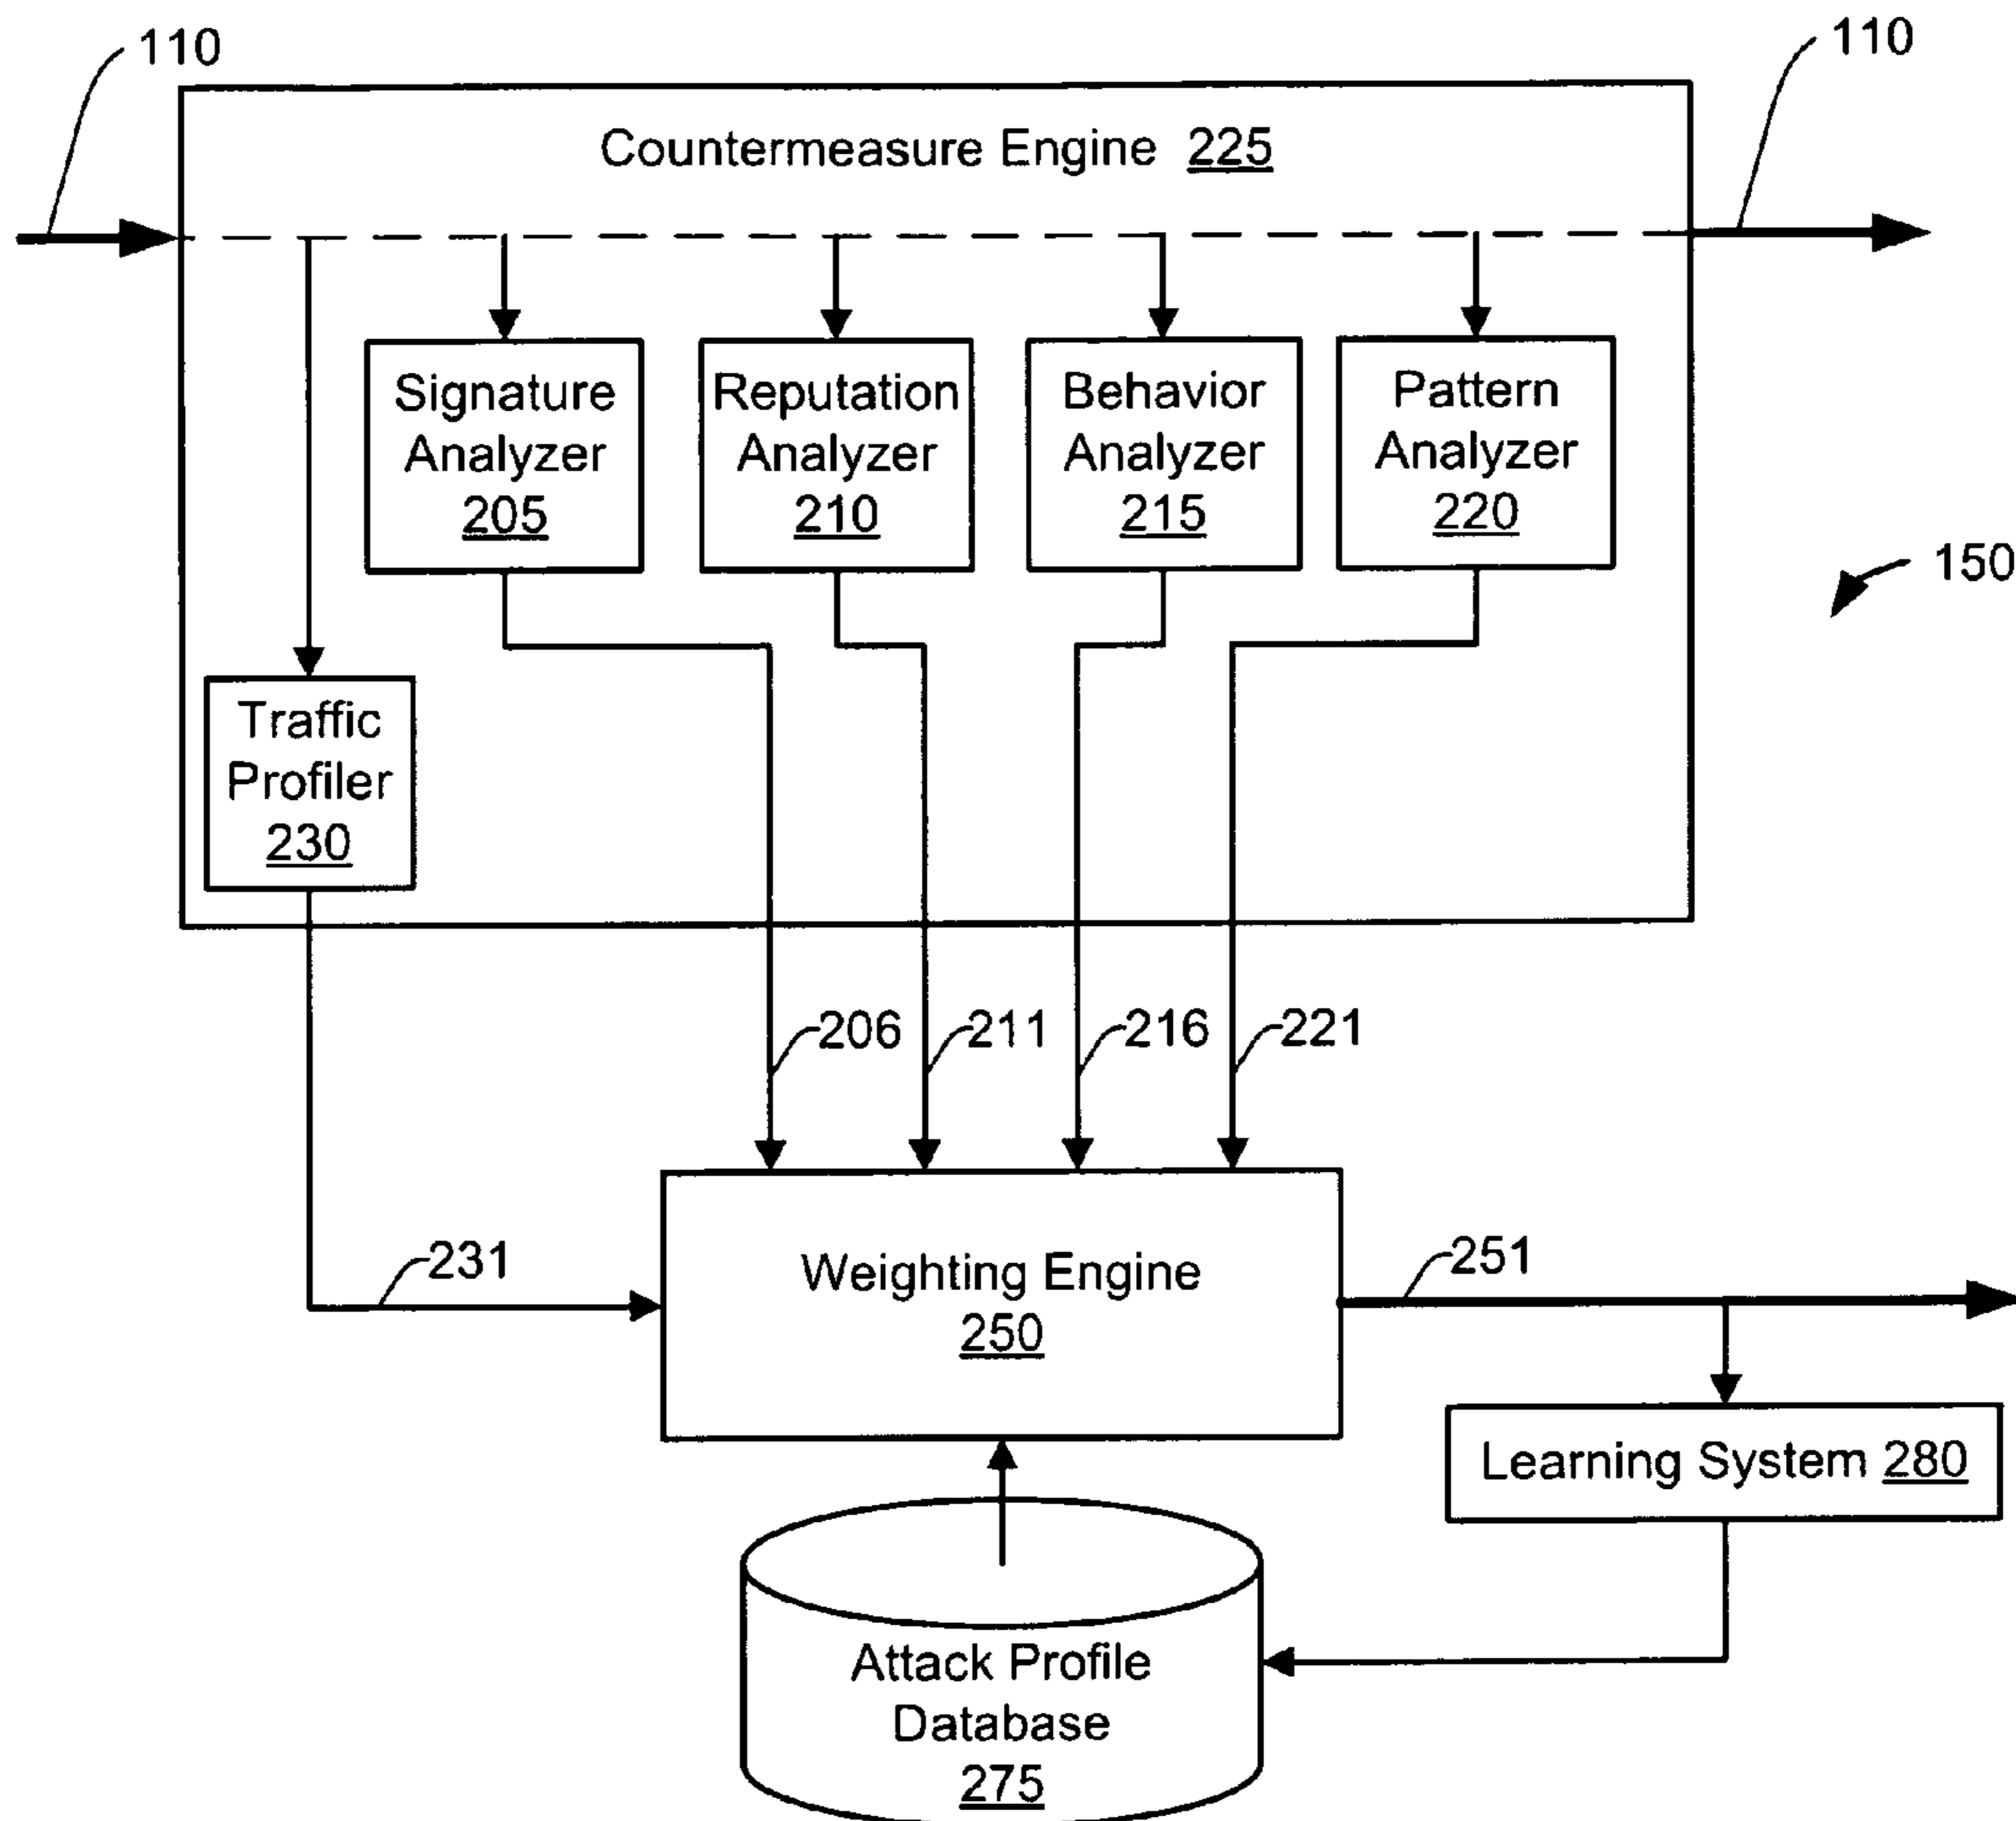 110
110
Countermeasure Engine 225
Signature
Analyzer
205
Reputation
Analyzer
210
Behavior
Analyzer
215
Pattern
Analyzer
220
150
Traffic
Profiler
230
206
211
216
221
231
Weighting Engine
250
251
Learning System 280
Attack Profile
Database
275